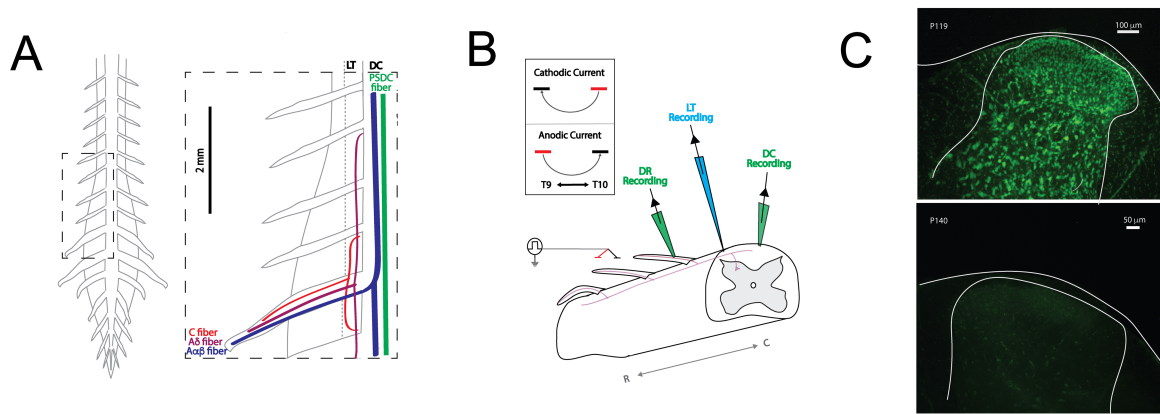 A
LT
DC
PSDC
fiber
2 mm
C fiber
Aδ fiber
Aαβ fiber
B
Cathodic Current
Anodic Current
T9
T10
LT
Recording
DR
Recording
DC
Recording
R
C
C
P119
100 μm
P140
50 μm